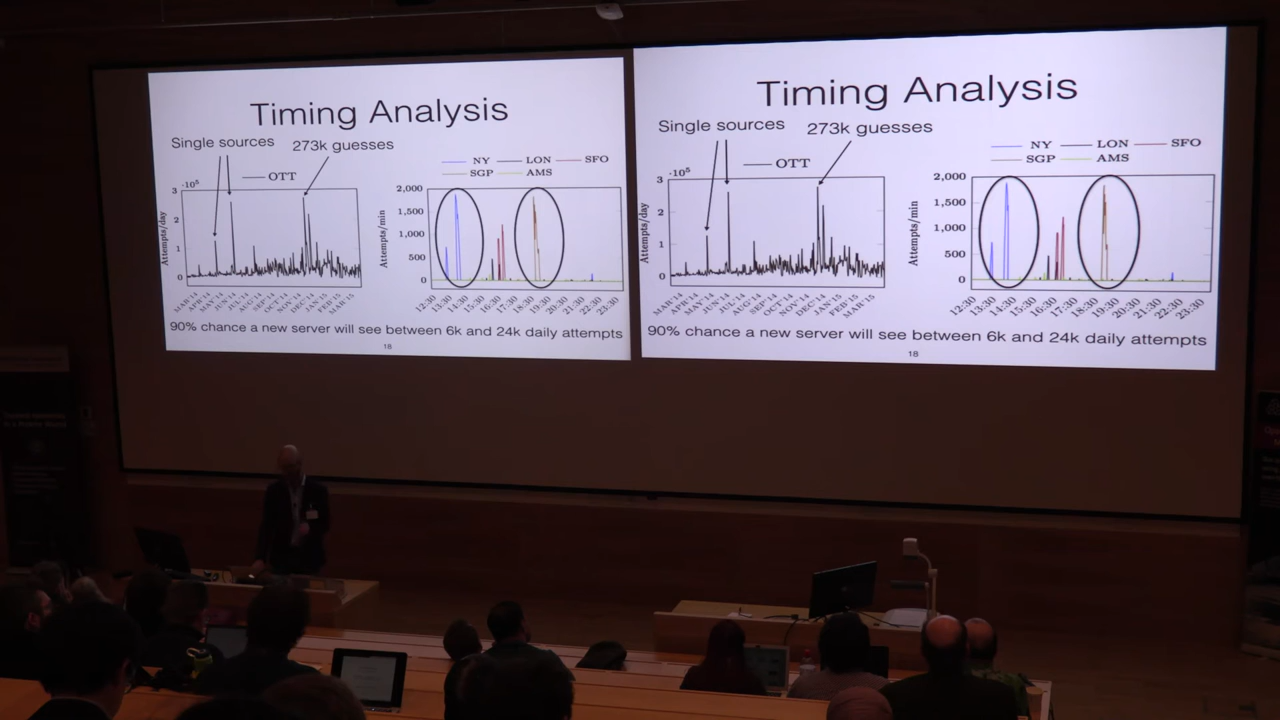 Timing Analysis
Single sources
273k guesses
OTT
·10⁵
3
2
1
0
Attempts/day
MAR'14
APR'14
MAY'14
JUN'14
JUL'14
AUG'14
SEP'14
OCT'14
NOV'14
DEC'14
JAN'15
FEB'15
MAR'15
NY LON SFO
SGP AMS
2,000
1,500
1,000
500
0
Attempts/min
12:30
13:30
14:30
15:30
16:30
17:30
18:30
19:30
20:30
21:30
22:30
23:30
90% chance a new server will see between 6k and 24k daily attempts
18
Timing Analysis
Single sources
273k guesses
OTT
·10⁵
3
2
1
0
Attempts/day
MAR'14
APR'14
MAY'14
JUN'14
JUL'14
AUG'14
SEP'14
OCT'14
NOV'14
DEC'14
JAN'15
FEB'15
MAR'15
NY LON SFO
SGP AMS
2,000
1,500
1,000
500
0
Attempts/min
12:30
13:30
14:30
15:30
16:30
17:30
18:30
19:30
20:30
21:30
22:30
23:30
90% chance a new server will see between 6k and 24k daily attempts
18